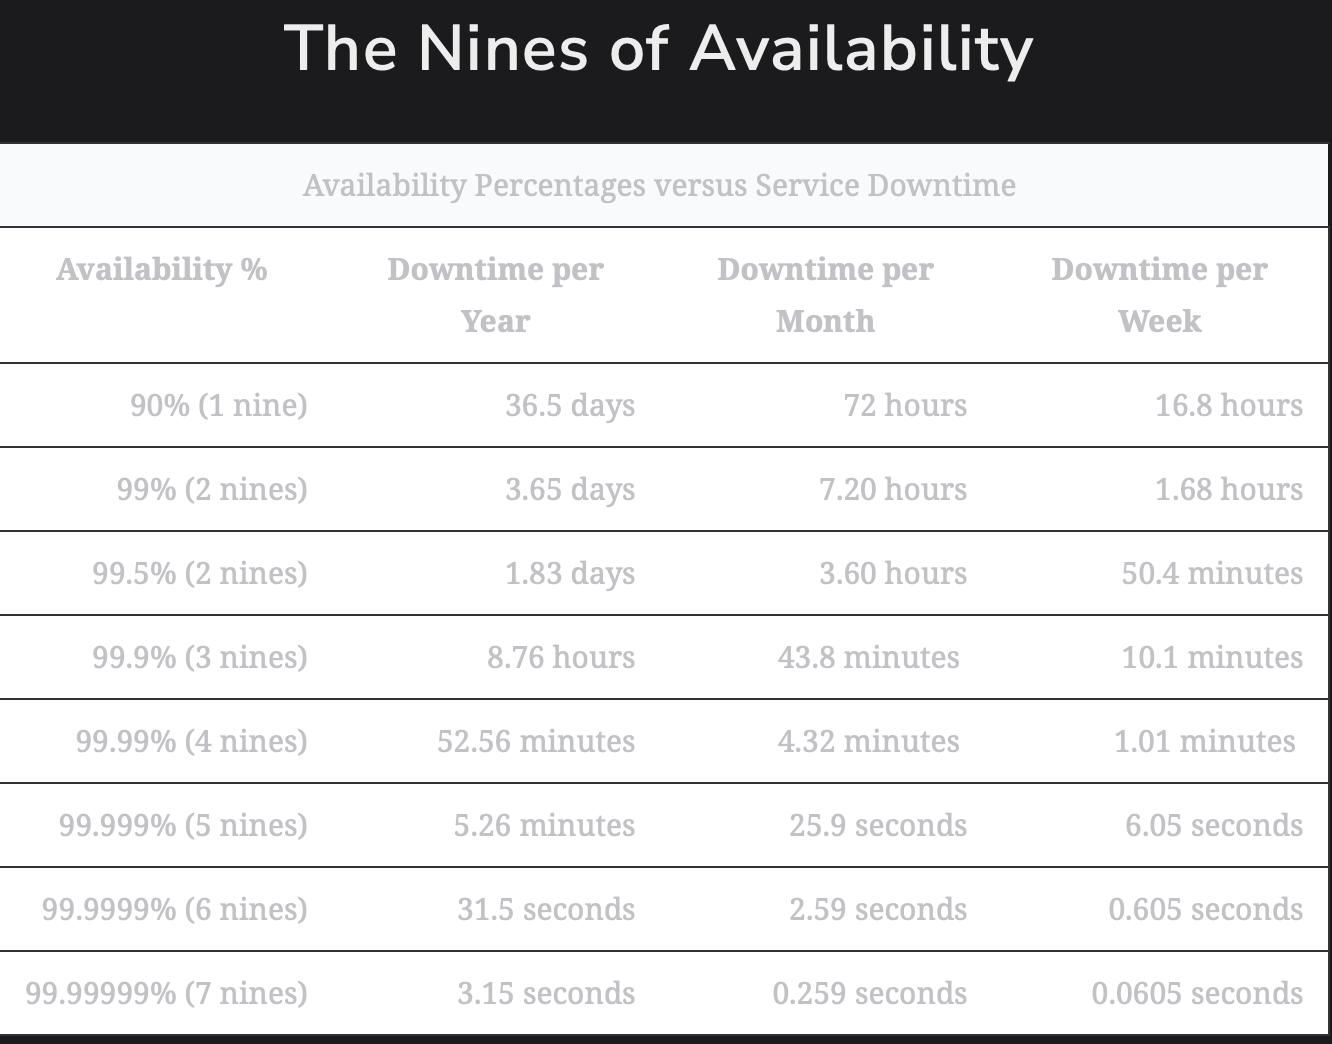 The Nines of Availability
Availability Percentages versus Service Downtime
Availability % Downtime per Year Downtime per Month Downtime per Week
90% (1 nine) 36.5 days 72 hours 16.8 hours
99% (2 nines) 3.65 days 7.20 hours 1.68 hours
99.5% (2 nines) 1.83 days 3.60 hours 50.4 minutes
99.9% (3 nines) 8.76 hours 43.8 minutes 10.1 minutes
99.99% (4 nines) 52.56 minutes 4.32 minutes 1.01 minutes
99.999% (5 nines) 5.26 minutes 25.9 seconds 6.05 seconds
99.9999% (6 nines) 31.5 seconds 2.59 seconds 0.605 seconds
99.99999% (7 nines) 3.15 seconds 0.259 seconds 0.0605 seconds